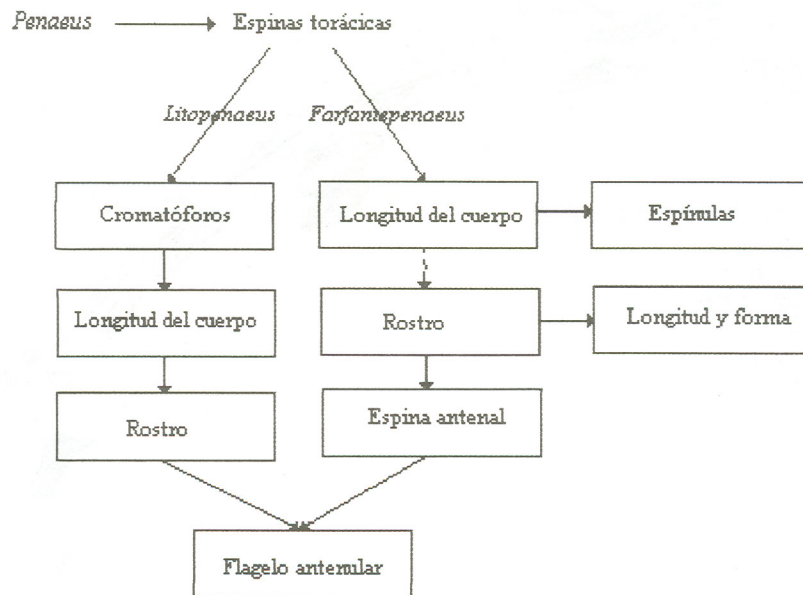 Penaeus Espinas torácicas
Litopenaeus Farfantepenaeus
Cromatóforos Longitud del cuerpo Espínulas
Longitud del cuerpo Rostro Longitud y forma
Rostro Espina antenal
Flagelo antenular